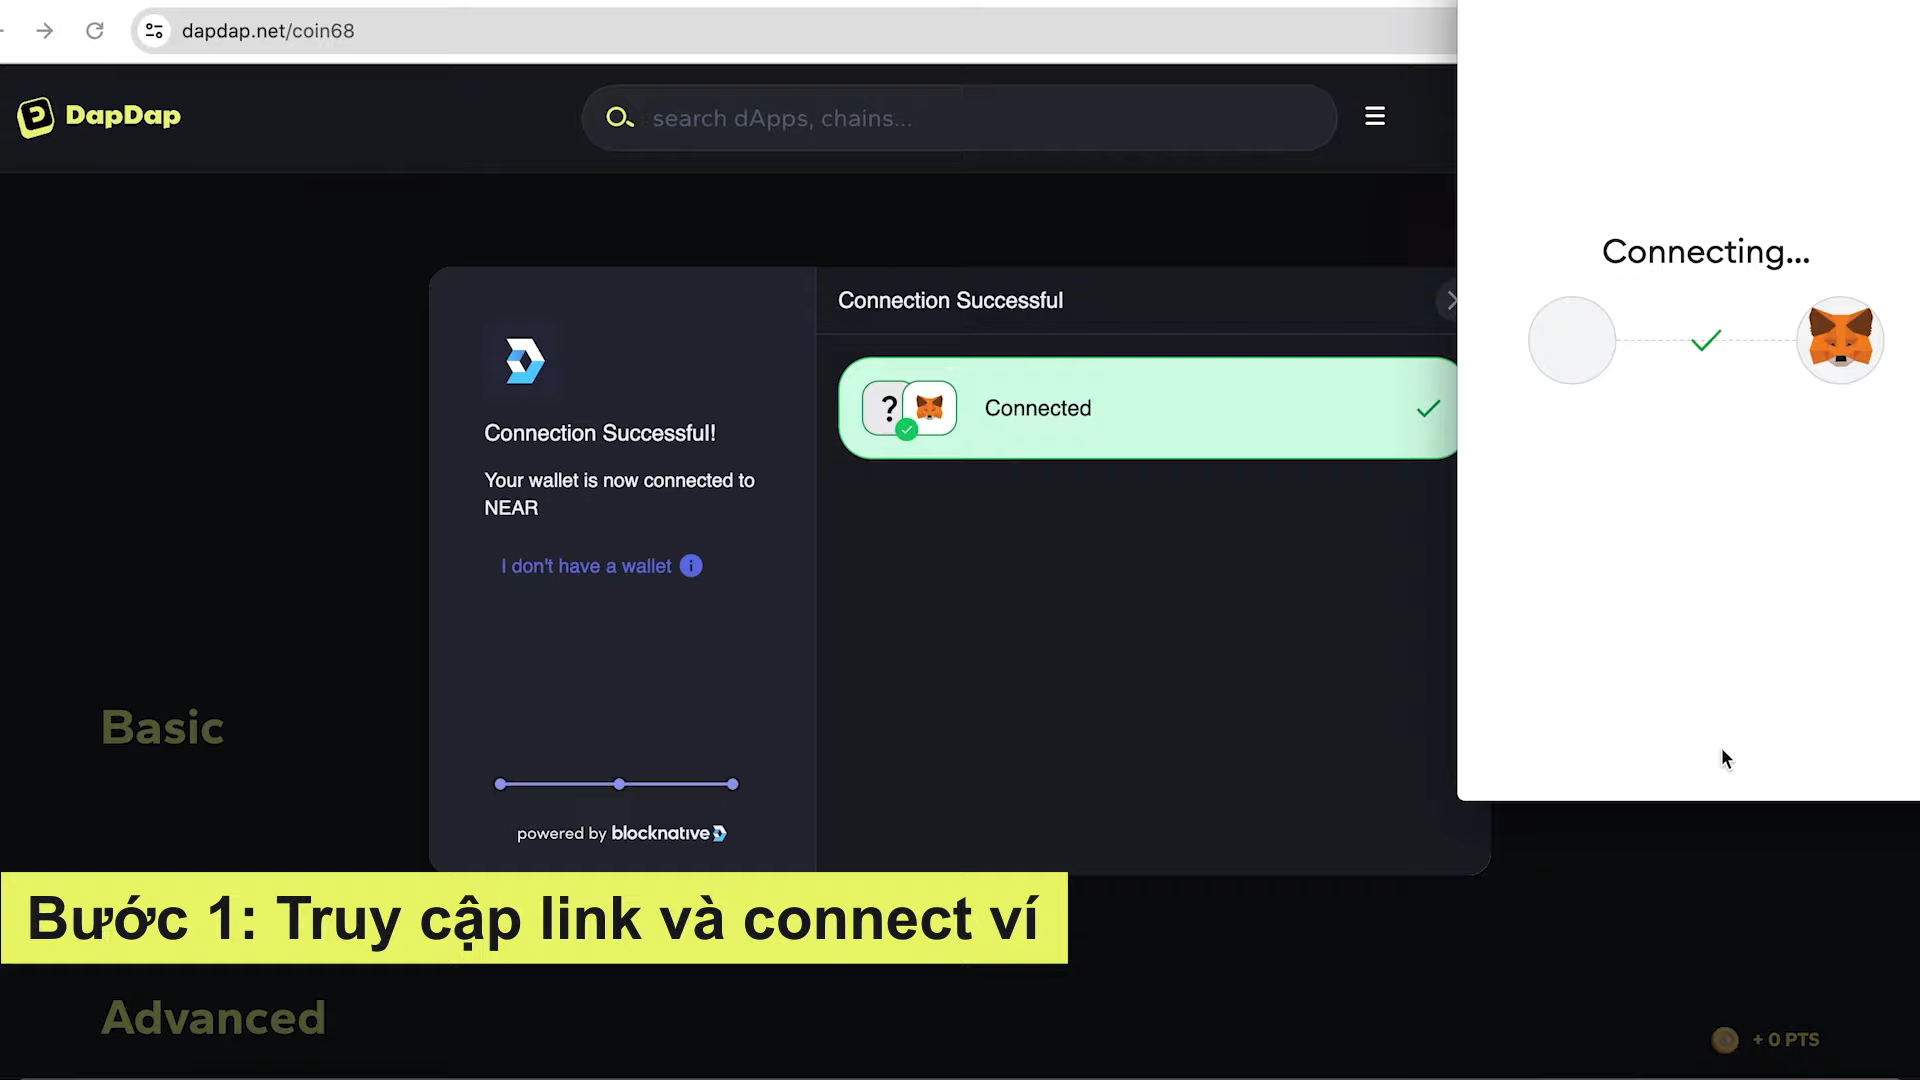 dapdap.net/coin68
DapDap
search dApps, chains...
Connecting...
Connection Successful
Connected
?
Connection Successful!
Your wallet is now connected to
NEAR
I don't have a wallet i
powered by blocknative
Basic
Bước 1: Truy cập link và connect ví
Advanced
+ 0 PTS